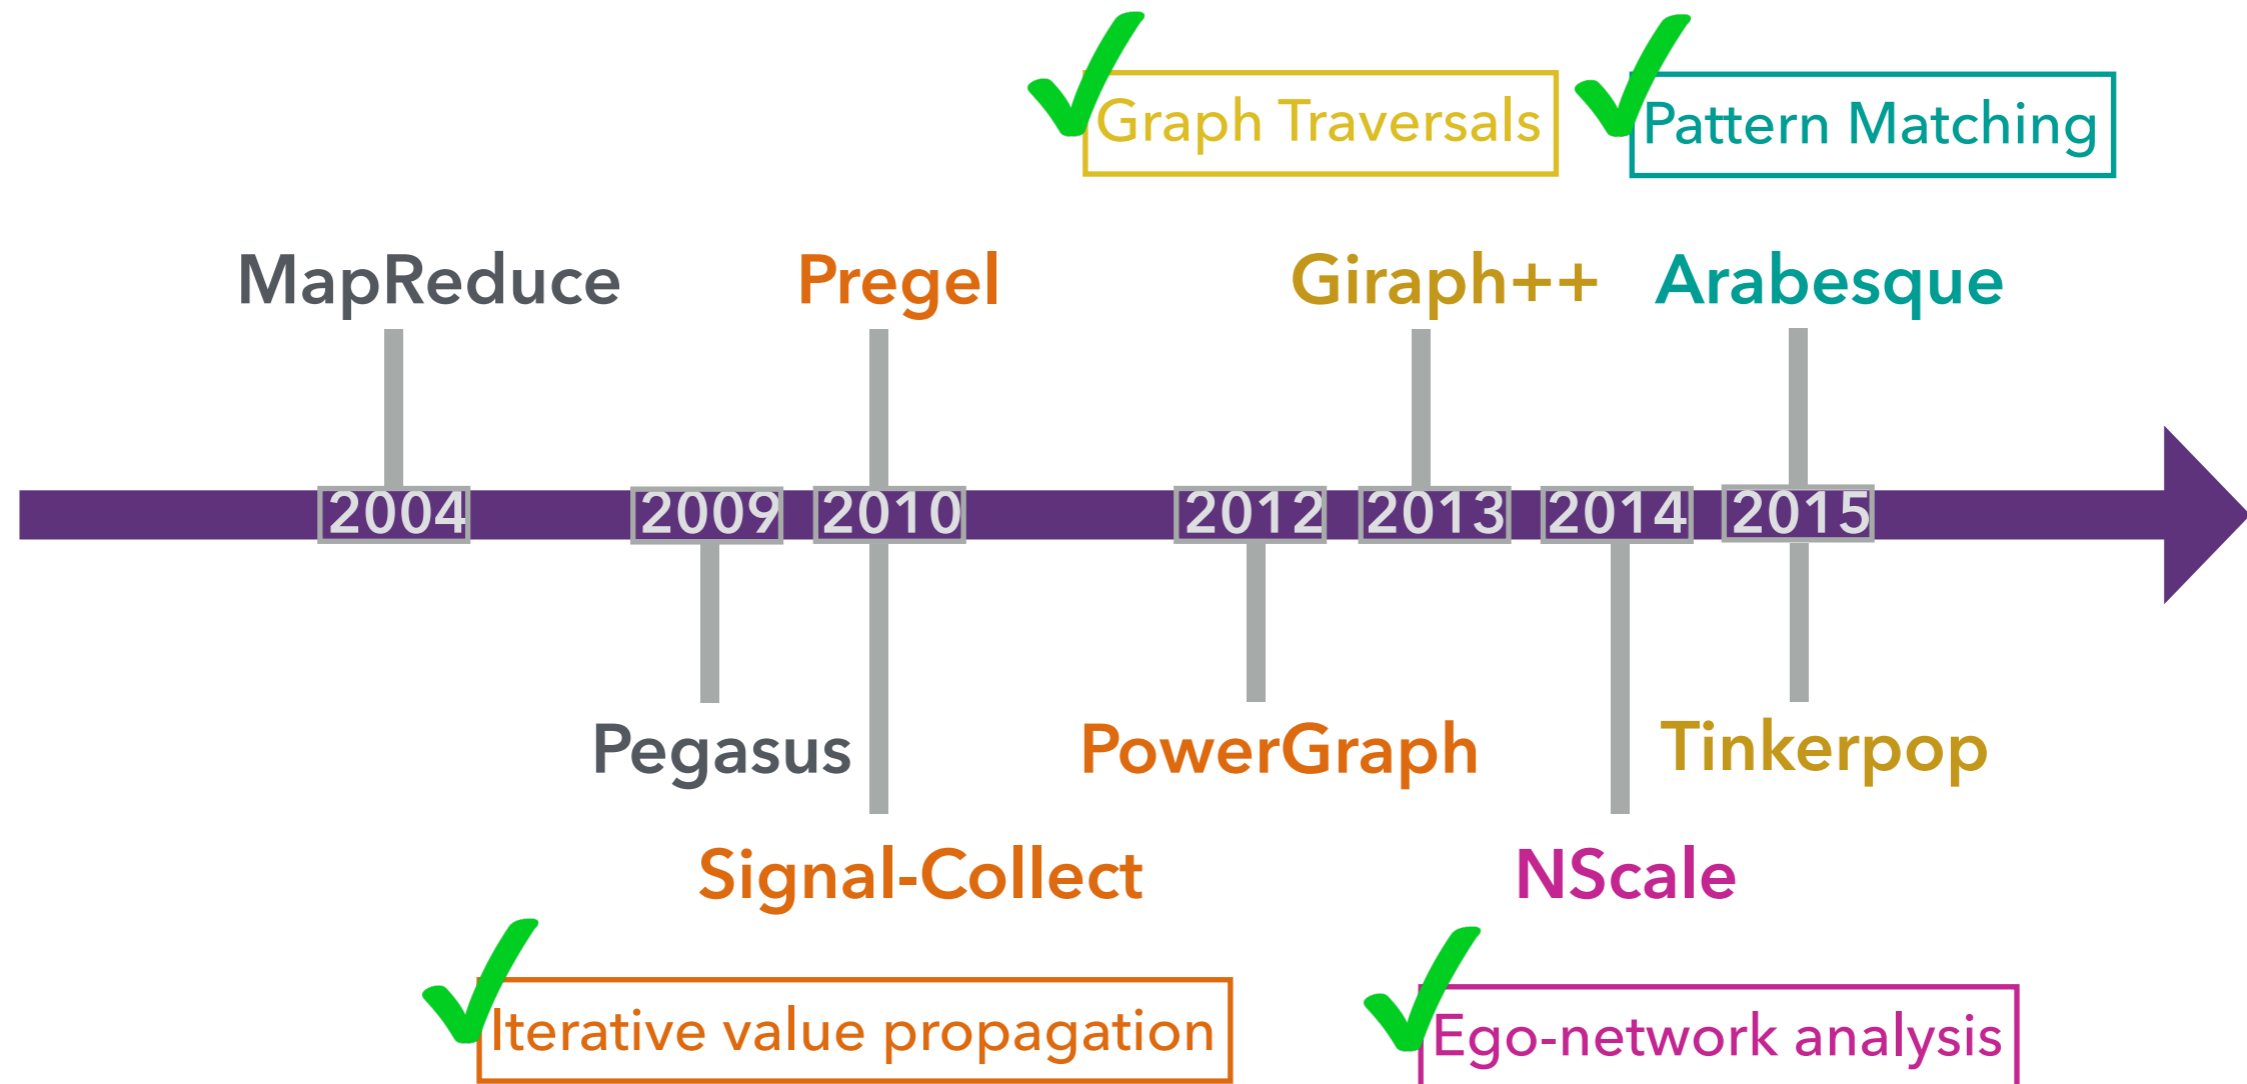 Graph Traversals
Pattern Matching
MapReduce
Pregel
Giraph++
Arabesque
2004
2009
2010
2012
2013
2014
2015
Pegasus
PowerGraph
Tinkerpop
Signal-Collect
NScale
Iterative value propagation
Ego-network analysis